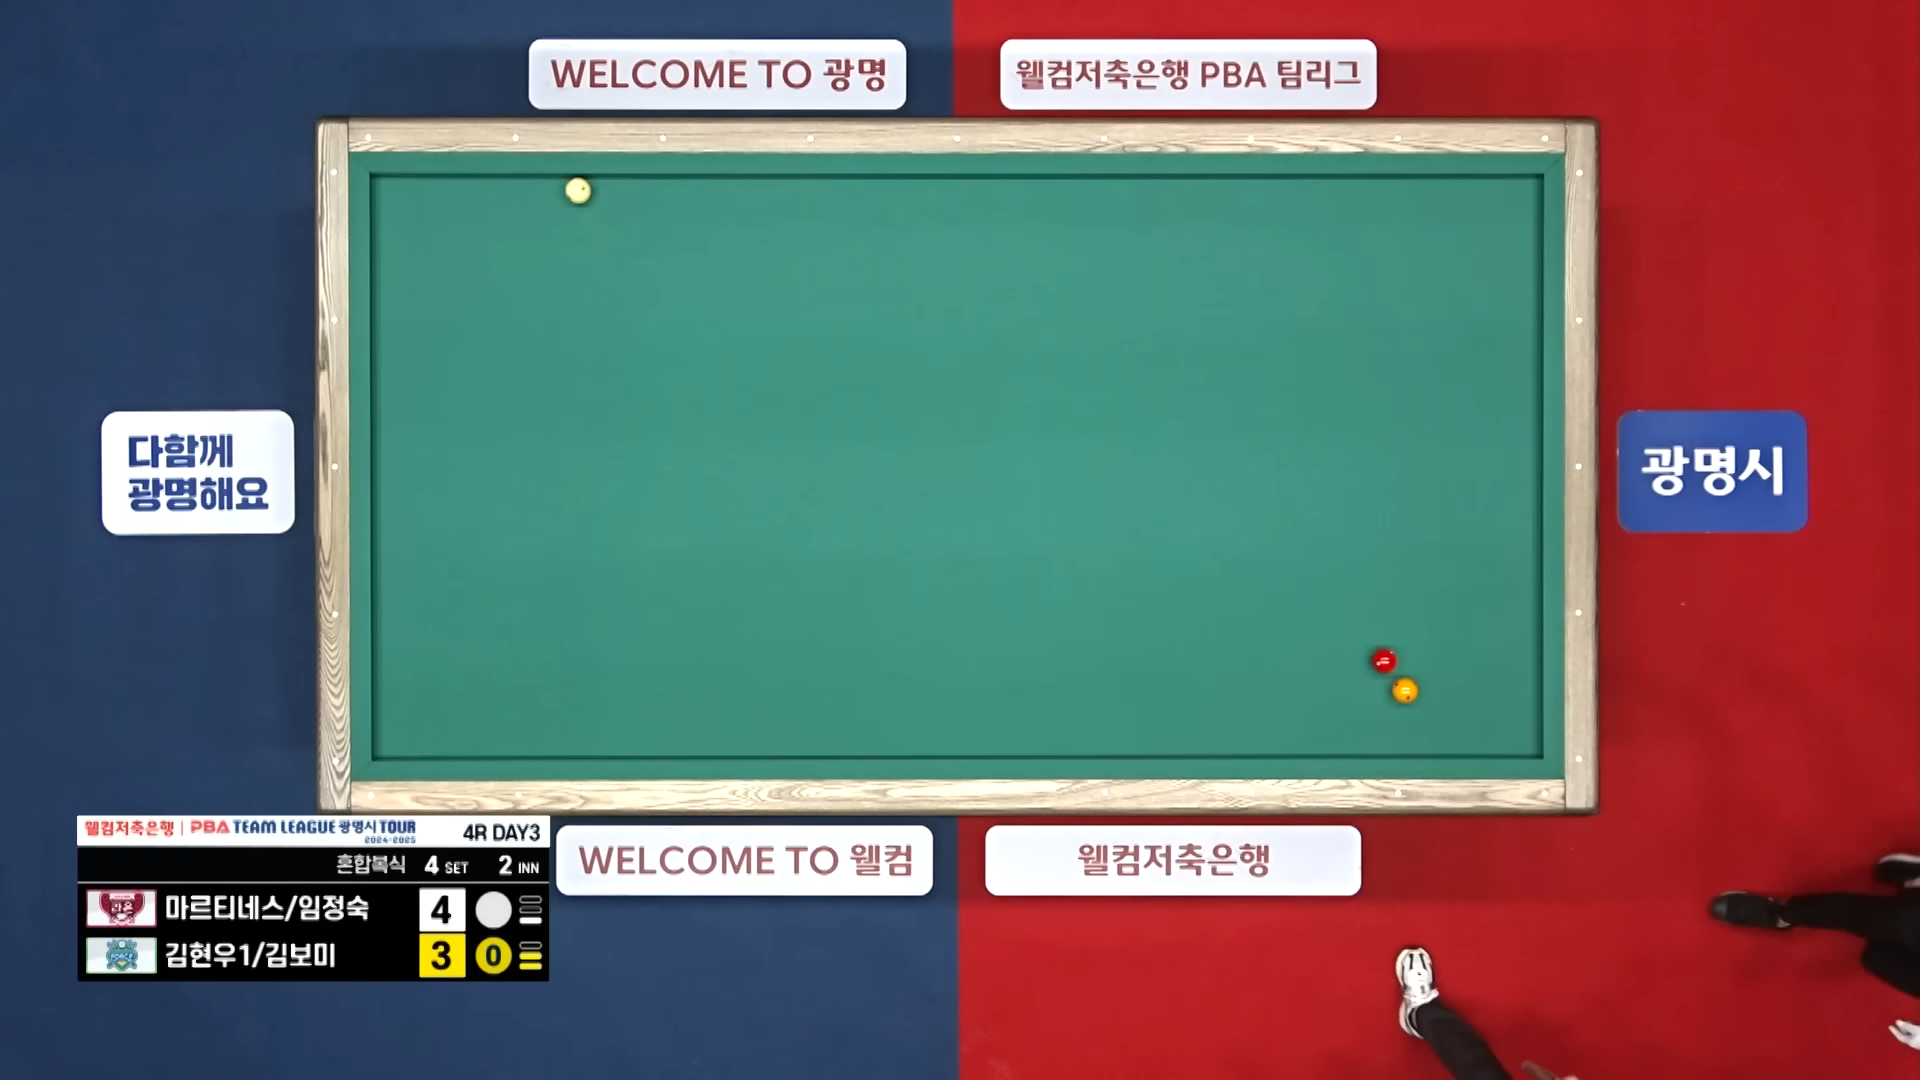 WELCOME TO 광명
웰컴저축은행 PBA 팀리그
다함께
광명해요
광명시
웰컴저축은행 | PBA TEAM LEAGUE 광명시 TOUR
2024-2025
4R DAY3
혼합복식 4 SET 2 INN
마르티네스/임정숙 4
김현우1/김보미 3 0
WELCOME TO 웰컴
웰컴저축은행